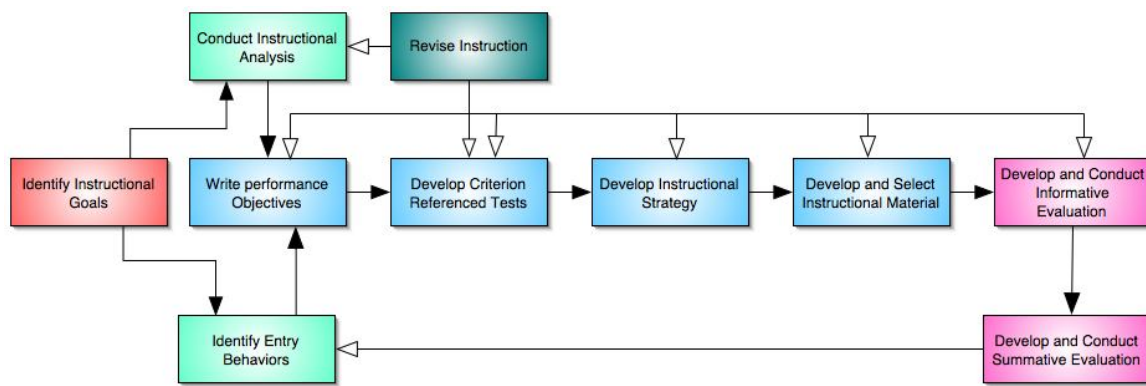 Conduct Instructional
Analysis
Revise Instruction
Identify Instructional
Goals
Write performance
Objectives
Develop Criterion
Referenced Tests
Develop Instructional
Strategy
Develop and Select
Instructional Material
Develop and Conduct
Informative
Evaluation
Identify Entry
Behaviors
Develop and Conduct
Summative Evaluation